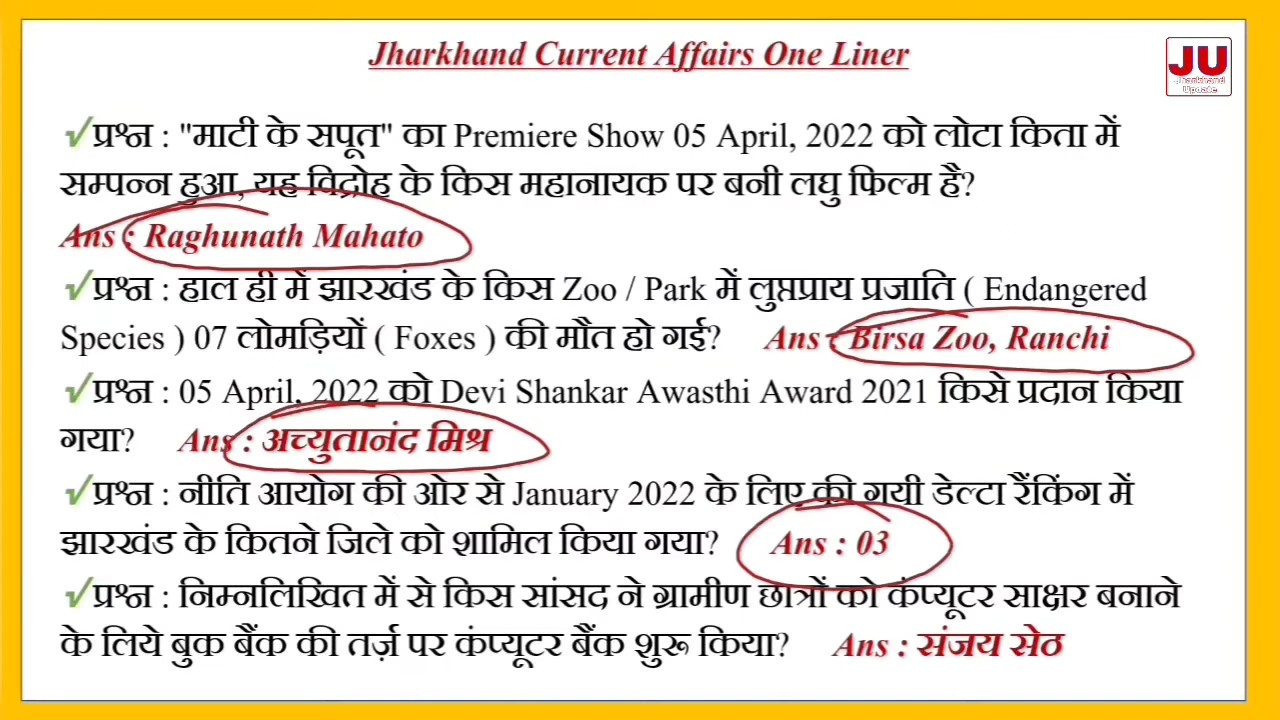 Jharkhand Current Affairs One Liner
JU
Jharkhand
Update
✓प्रश्न : "माटी के सपूत" का Premiere Show 05 April, 2022 को लोटा किता में
सम्पन्न हुआ, यह विद्रोह के किस महानायक पर बनी लघु फिल्म है?
Ans : Raghunath Mahato
✓प्रश्न : हाल ही में झारखंड के किस Zoo / Park में लुप्तप्राय प्रजाति ( Endangered
Species ) 07 लोमड़ियों ( Foxes ) की मौत हो गई? Ans : Birsa Zoo, Ranchi
✓प्रश्न : 05 April, 2022 को Devi Shankar Awasthi Award 2021 किसे प्रदान किया
गया? Ans : अच्युतानंद मिश्र
✓प्रश्न : नीति आयोग की ओर से January 2022 के लिए की गयी डेल्टा रैंकिंग में
झारखंड के कितने जिले को शामिल किया गया? Ans : 03
✓प्रश्न : निम्नलिखित में से किस सांसद ने ग्रामीण छात्रों को कंप्यूटर साक्षर बनाने
के लिये बुक बैंक की तर्ज़ पर कंप्यूटर बैंक शुरू किया? Ans : संजय सेठ